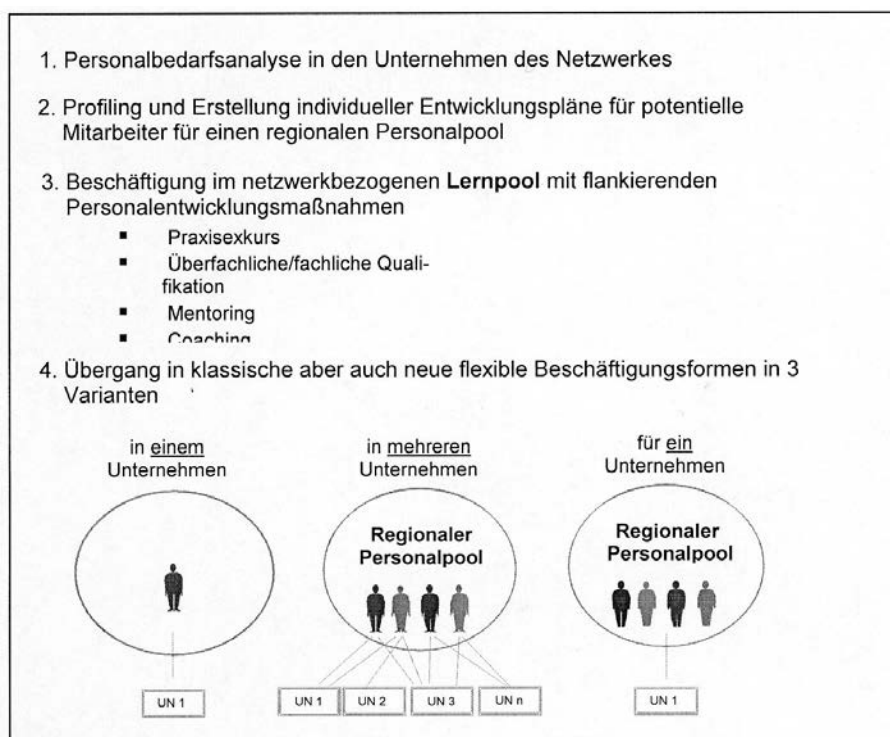 1. Personalbedarfsanalyse in den Unternehmen des Netzwerkes
2. Profiling und Erstellung individueller Entwicklungspläne für potentielle
Mitarbeiter für einen regionalen Personalpool
3. Beschäftigung im netzwerkbezogenen Lernpool mit flankierenden
Personalentwicklungsmaßnahmen
▪ Praxisexkurs
▪ Überfachliche/fachliche Quali-
fikation
▪ Mentoring
▪ Coaching
4. Übergang in klassische aber auch neue flexible Beschäftigungsformen in 3
Varianten
in einem
Unternehmen
in mehreren
Unternehmen
für ein
Unternehmen
Regionaler
Personalpool
Regionaler
Personalpool
UN 1
UN 1
UN 2
UN 3
UN n
UN 1